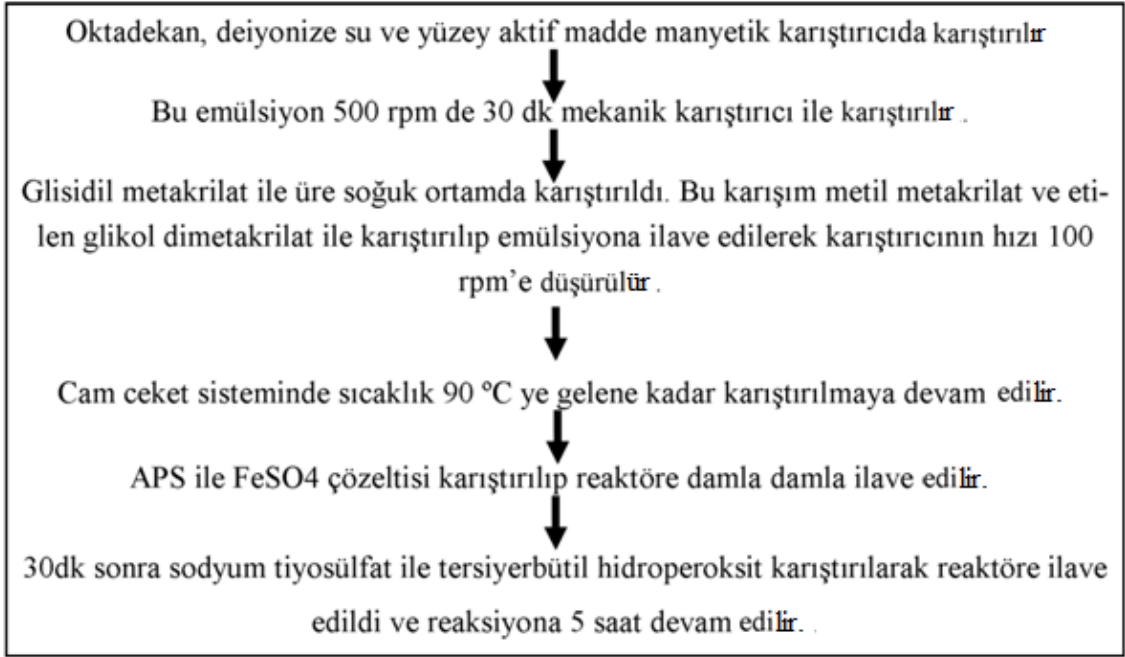 Oktadekan, deiyonize su ve yüzey aktif madde manyetik karıştırıcıda karıştırılır
Bu emülsiyon 500 rpm de 30 dk mekanik karıştırıcı ile karıştırılır .
Glisidil metakrilat ile üre soğuk ortamda karıştırıldı. Bu karışım metil metakrilat ve eti-
len glikol dimetakrilat ile karıştırılıp emülsiyona ilave edilerek karıştırıcının hızı 100
rpm’e düşürülür .
Cam ceket sisteminde sıcaklık 90 ºC ye gelene kadar karıştırılmaya devam edilir.
APS ile FeSO4 çözeltisi karıştırılıp reaktöre damla damla ilave edilir.
30dk sonra sodyum tiyosülfat ile tersiyerbütil hidroperoksit karıştırılarak reaktöre ilave
edildi ve reaksiyona 5 saat devam edilir. .